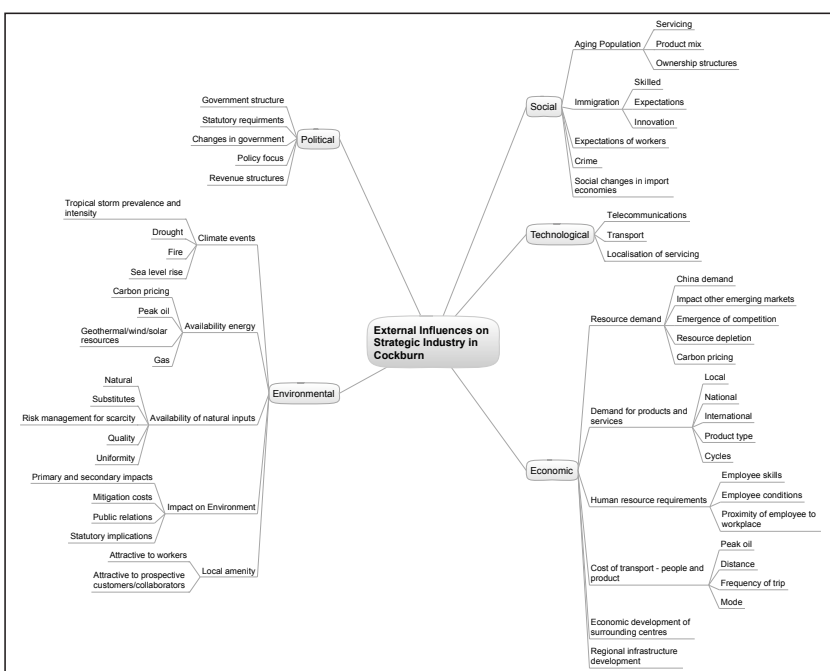 External Influences on
Strategic Industry in
Cockburn
Political
Government structure
Statutory requirments
Changes in government
Policy focus
Revenue structures
Environmental
Climate events
Tropical storm prevalence and
intensity
Drought
Fire
Sea level rise
Availability energy
Carbon pricing
Peak oil
Geothermal/wind/solar
resources
Gas
Availability of natural inputs
Natural
Substitutes
Risk management for scarcity
Quality
Uniformity
Impact on Environment
Primary and secondary impacts
Mitigation costs
Public relations
Statutory implications
Local amenity
Attractive to workers
Attractive to prospective
customers/collaborators
Social
Aging Population
Servicing
Product mix
Ownership structures
Immigration
Skilled
Expectations
Innovation
Expectations of workers
Crime
Social changes in import
economies
Technological
Telecommunications
Transport
Localisation of servicing
Economic
Resource demand
China demand
Impact other emerging markets
Emergence of competition
Resource depletion
Carbon pricing
Demand for products and
services
Local
National
International
Product type
Cycles
Human resource requirements
Employee skills
Employee conditions
Proximity of employee to
workplace
Cost of transport - people and
product
Peak oil
Distance
Frequency of trip
Mode
Economic development of
surrounding centres
Regional infrastructure
development